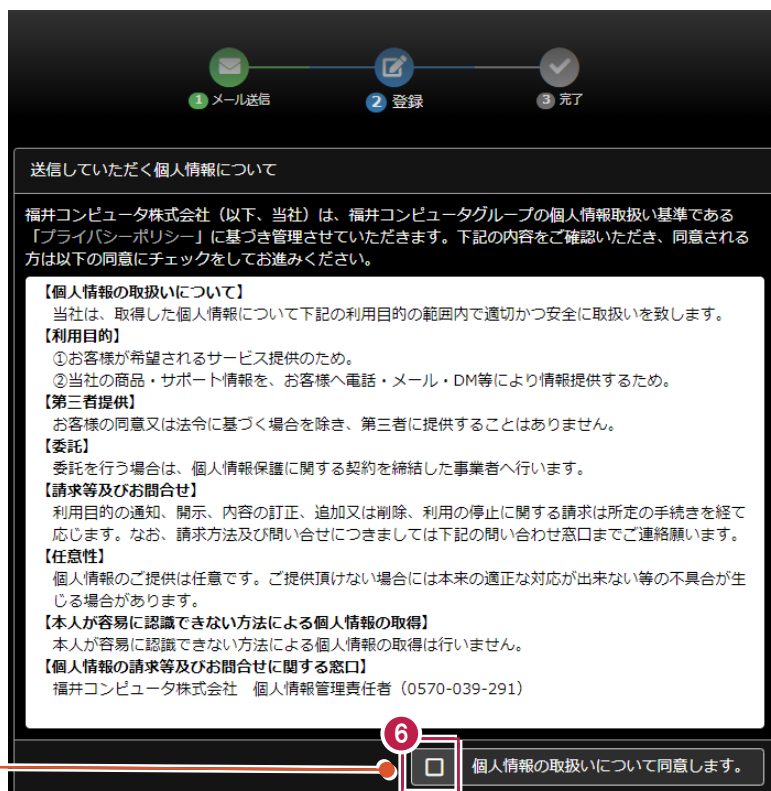 1 メール送信
2 登録
3 完了
送信していただく個人情報について
福井コンピュータ株式会社（以下、当社）は、福井コンピュータグループの個人情報取扱い基準である
「プライバシーポリシー」に基づき管理させていただきます。下記の内容をご確認いただき、同意される
方は以下の同意にチェックをしてお進みください。
【個人情報の取扱いについて】
当社は、取得した個人情報について下記の利用目的の範囲内で適切かつ安全に取扱いを致します。
【利用目的】
①お客様が希望されるサービス提供のため。
②当社の商品・サポート情報を、お客様へ電話・メール・DM等により情報提供するため。
【第三者提供】
お客様の同意又は法令に基づく場合を除き、第三者に提供することはありません。
【委託】
委託を行う場合は、個人情報保護に関する契約を締結した事業者へ行います。
【請求等及びお問合せ】
利用目的の通知、開示、内容の訂正、追加又は削除、利用の停止に関する請求は所定の手続きを経て
応じます。なお、請求方法及び問い合せにつきましては下記の問い合わせ窓口までご連絡願います。
【任意性】
個人情報のご提供は任意です。ご提供頂けない場合には本来の適正な対応が出来ない等の不具合が生
じる場合があります。
【本人が容易に認識できない方法による個人情報の取得】
本人が容易に認識できない方法による個人情報の取得は行いません。
【個人情報の請求等及びお問合せに関する窓口】
福井コンピュータ株式会社　個人情報管理責任者（0570-039-291）
6
個人情報の取扱いについて同意します。